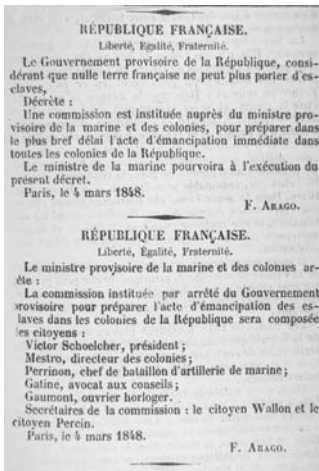 RÉPUBLIQUE FRANÇAISE.
Liberté, Egalité, Fraternité.
Le Gouvernement provisoire de la République, consi-
dérant que nulle terre française ne peut plus porter d'es-
claves,
Décrète :
Une commission est instituée auprès du ministre pro-
visoire de la marine et des colonies, pour préparer dans
le plus bref délai l'acte d'émancipation immédiate dans
toutes les colonies de la République.
Le ministre de la marine pourvoira à l'exécution du
présent décret.
Paris, le 4 mars 1848.
F. ARAGO.
RÉPUBLIQUE FRANÇAISE.
Liberté, Égalité, Fraternité.
Le ministre provisoire de la marine et des colonies ar-
ête :
La commission instituée par arrêté du Gouvernement
provisoire pour préparer l'acte d'émancipation des es-
laves dans les colonies de la République sera composée
es citoyens :
Victor Schoelcher, président ;
Mestro, directeur des colonies ;
Perrinon, chef de bataillon d'artillerie de marine ;
Gatine, avocat aux conseils ;
Gaumont, ouvrier horloger.
Secrétaires de la commission : le citoyen Wallon et le
citoyen Percin.
Paris, le 4 mars 1848.
F. ARAGO.